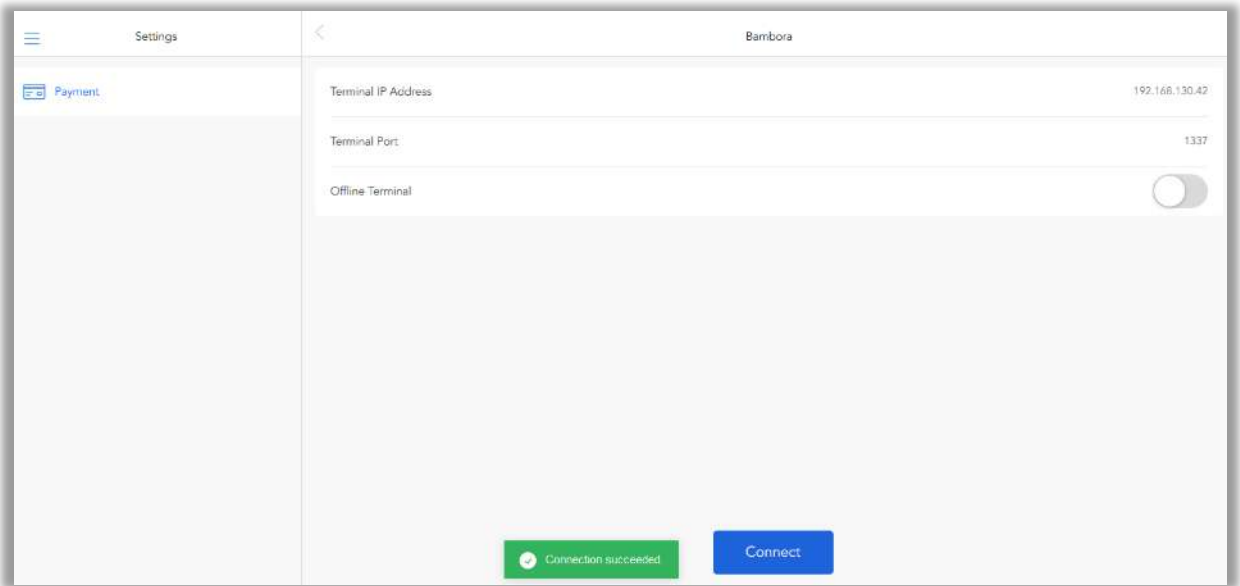 Settings
Bambora
Payment
Terminal IP Address
192.168.130.42
Terminal Port
1337
Offline Terminal
Connection succeeded
Connect